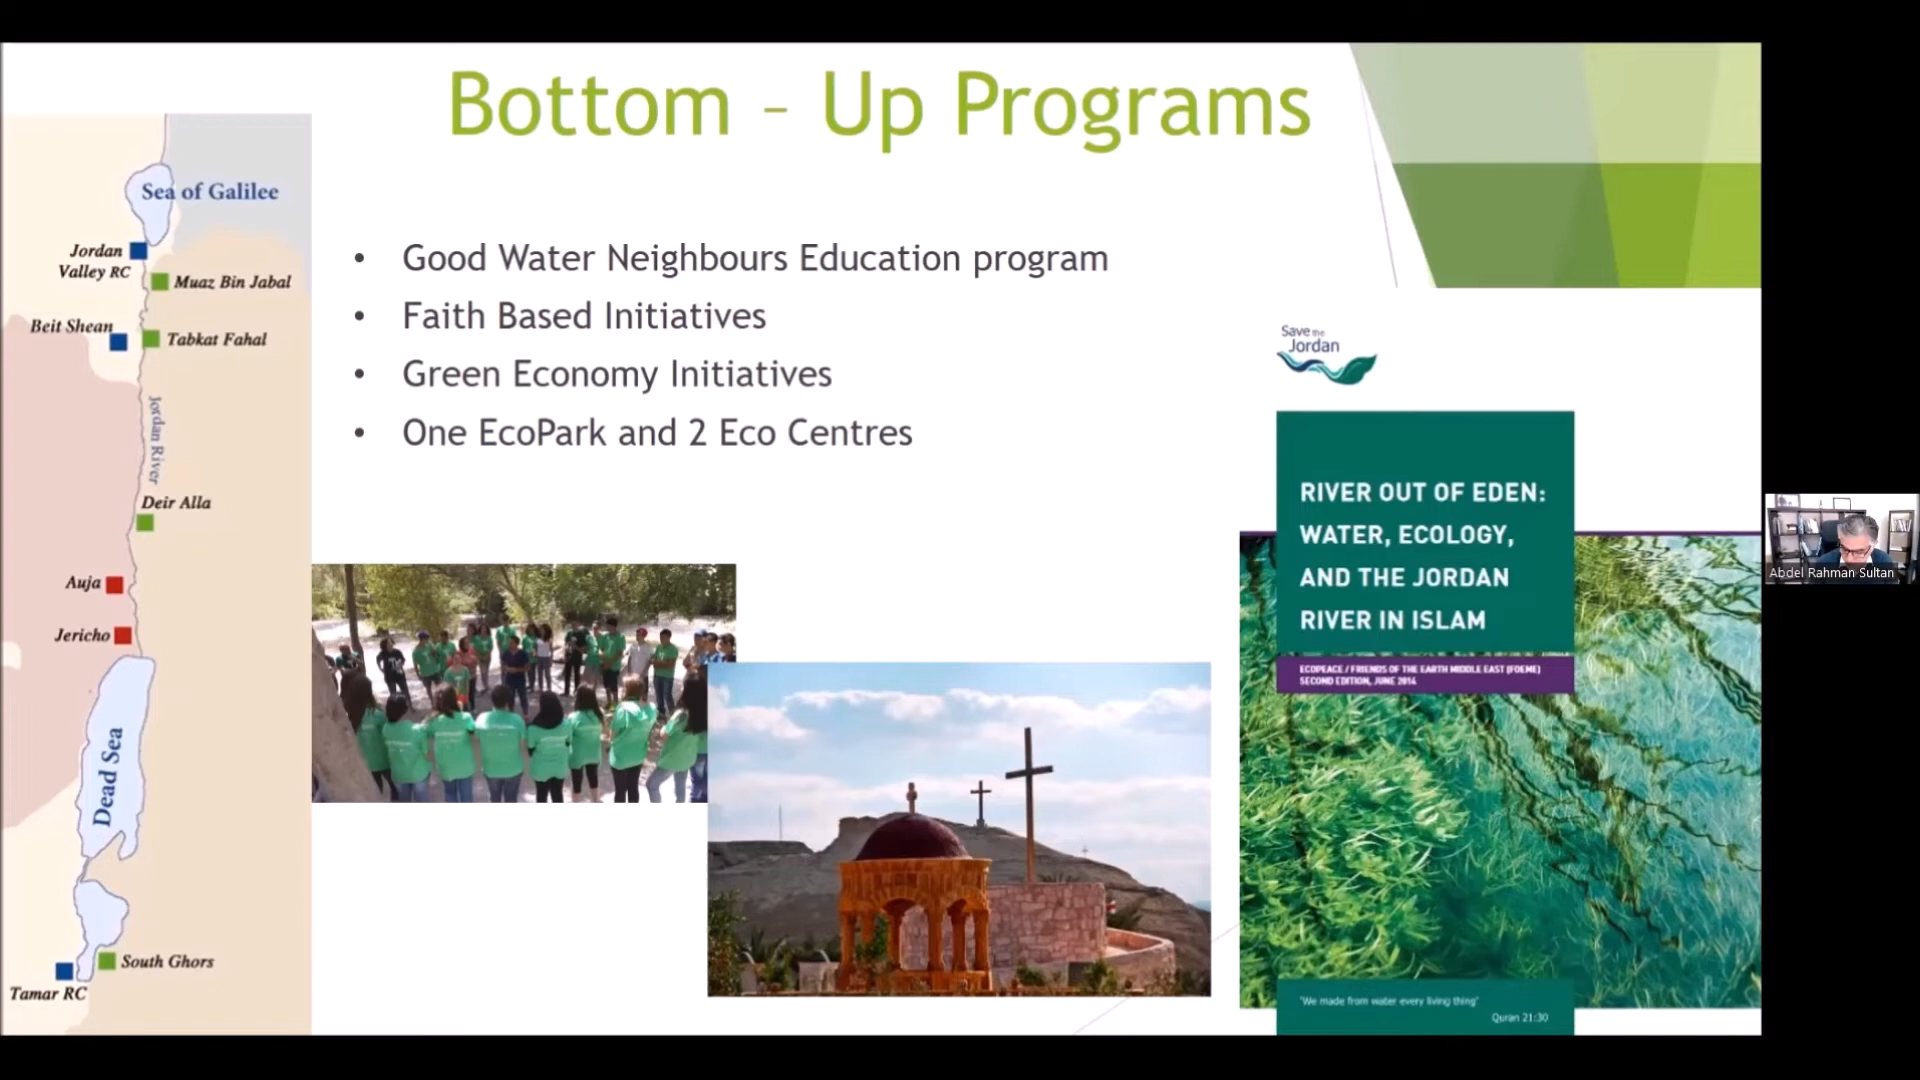 Bottom – Up Programs
Sea of Galilee
Jordan
Valley RC
Muaz Bin Jabal
Beit Shean
Tabkat Fahal
Jordan River
Deir Alla
Auja
Jericho
Dead Sea
South Ghors
Tamar RC
• Good Water Neighbours Education program
• Faith Based Initiatives
• Green Economy Initiatives
• One EcoPark and 2 Eco Centres
Save the
Jordan
RIVER OUT OF EDEN:
WATER, ECOLOGY,
AND THE JORDAN
RIVER IN ISLAM
ECOPEACE / FRIENDS OF THE EARTH MIDDLE EAST (FOEME)
SECOND EDITION, JUNE 2014
"We made from water every living thing"
Quran 21:30
Abdel Rahman Sultan